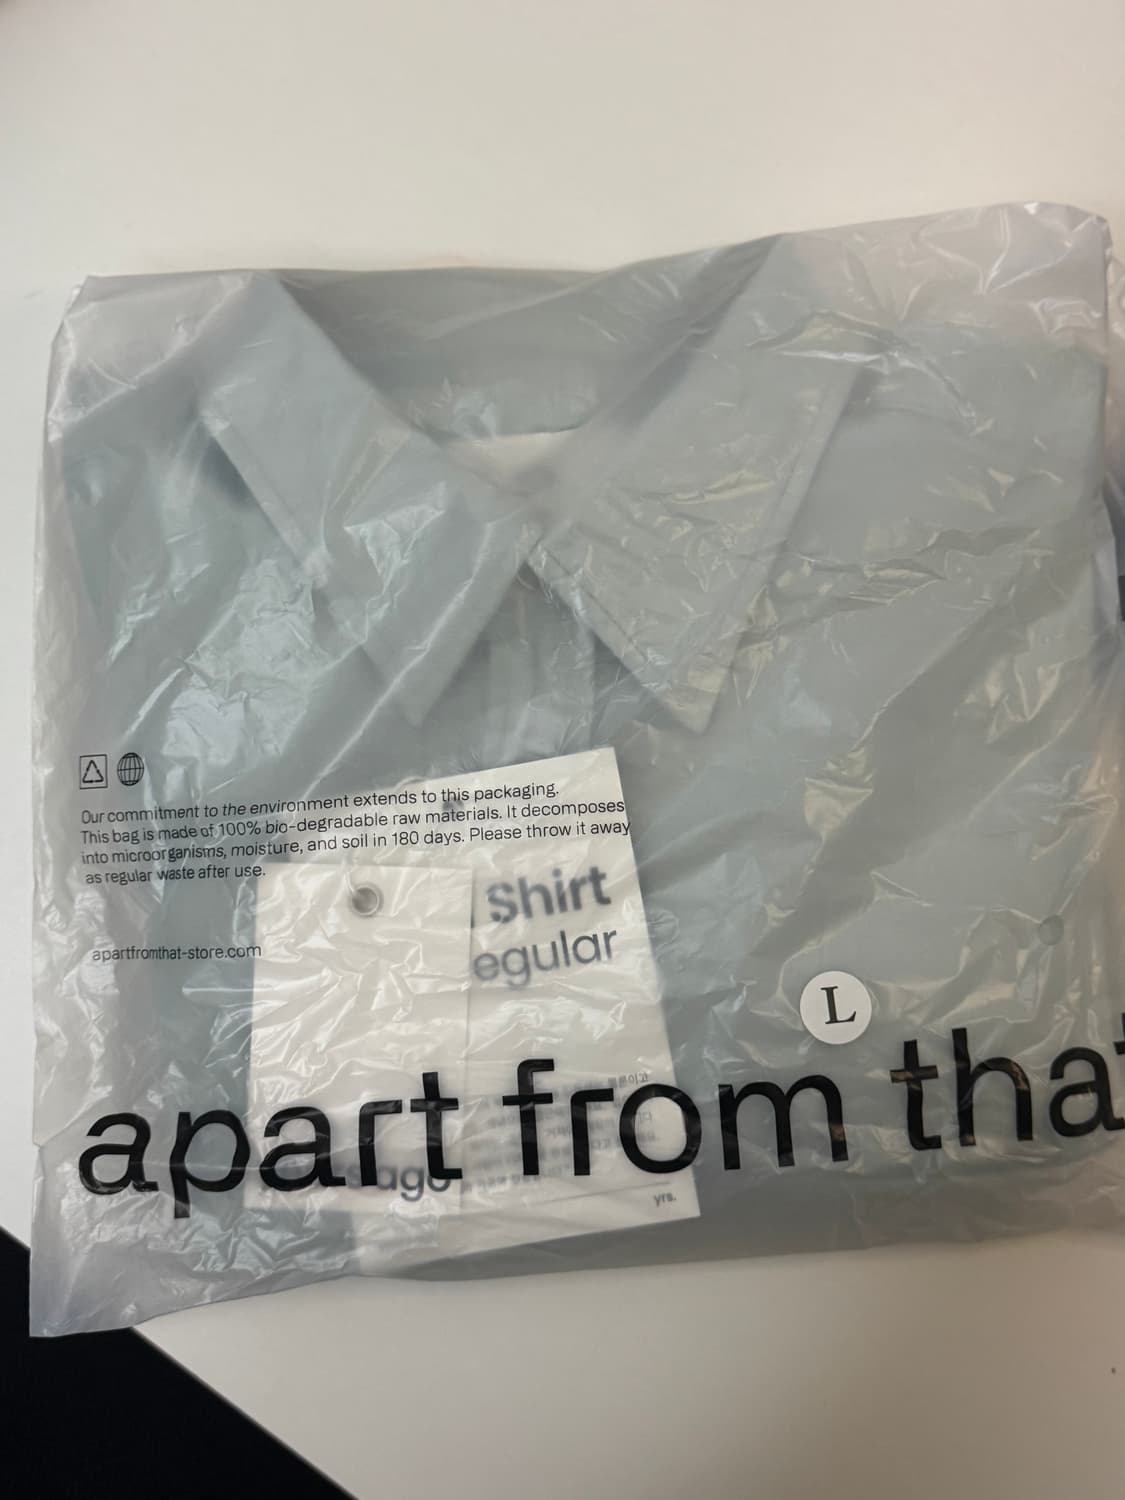 Our commitment to the environment extends to this packaging.
This bag is made of 100% bio-degradable raw materials. It decomposes
into microorganisms, moisture, and soil in 180 days. Please throw it away
as regular waste after use.
Shirt
egular
apartfromthat-store.com
L
apart from that
yrs.